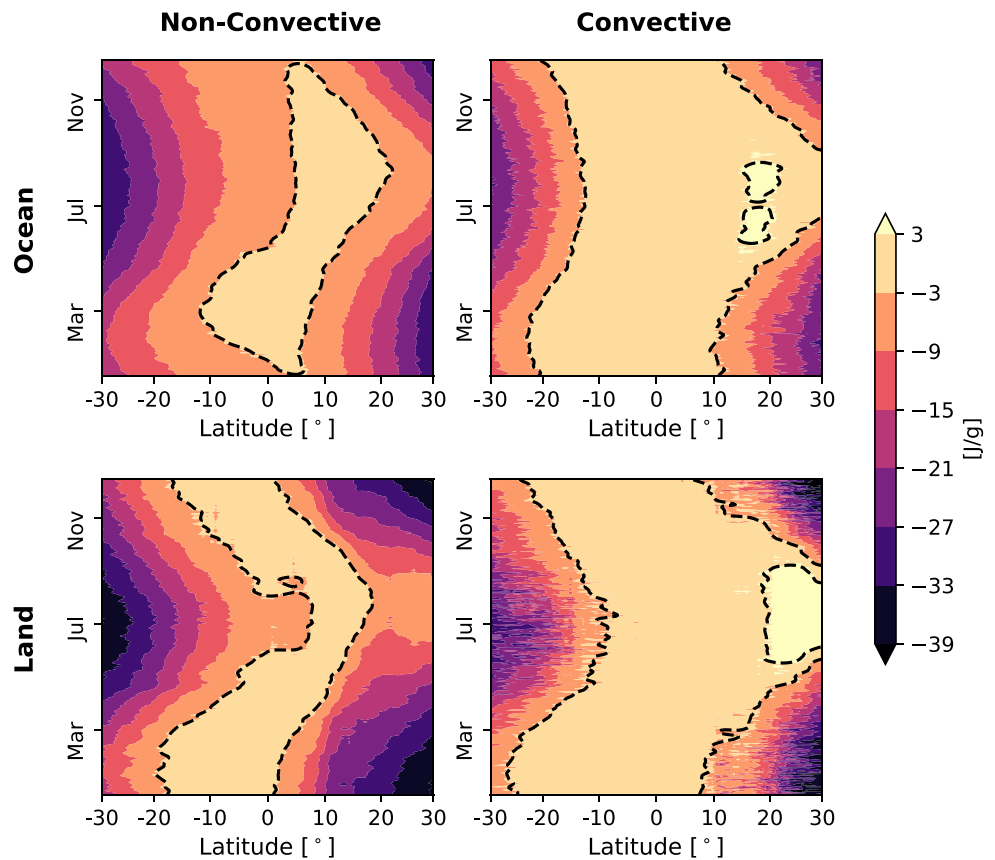 Non-Convective
Convective
Ocean
Nov
Jul
Mar
-30 -20 -10 0 10 20 30
Latitude [°]
-30 -20 -10 0 10 20 30
Latitude [°]
Land
Nov
Jul
Mar
-30 -20 -10 0 10 20 30
Latitude [°]
Nov
Jul
Mar
Nov
Jul
Mar
-30 -20 -10 0 10 20 30
Latitude [°]
3
−3
−9
−15
−21
−27
−33
−39
[J/g]